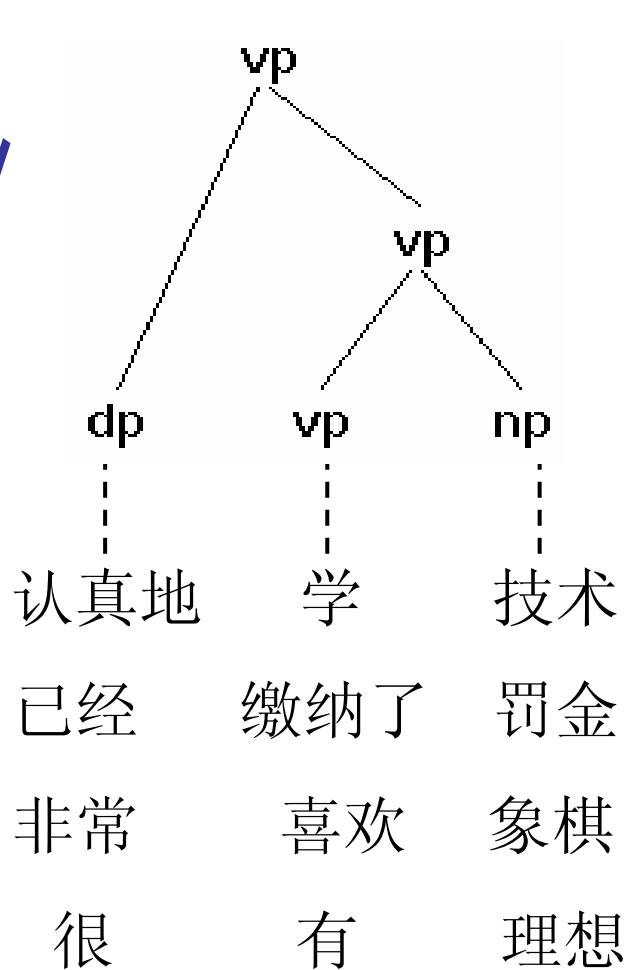 vp
vp
dp vp np
认真地 学 技术
已经 缴纳了 罚金
非常 喜欢 象棋
很 有 理想